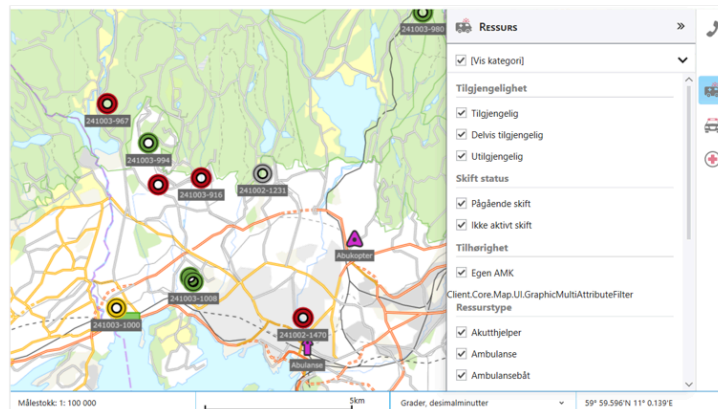 241003-980
241003-967
241003-994
241003-916
241002-1231
Abukopter
241003-1008
241003-1000
241002-1470
Abulanse
Ressurs
»
[Vis kategori]
Tilgjengelighet
Tilgjengelig
Delvis tilgjengelig
Utilgjengelig
Skift status
Pågående skift
Ikke aktivt skift
Tilhørighet
Egen AMK
Client.Core.Map.UI.GraphicMultiAttributeFilter
Ressurstype
Akutthjelper
Ambulanse
Ambulansebåt
Målestokk: 1: 100 000
5km
Grader, desimalminutter
59° 59.596'N 11° 0.139'E